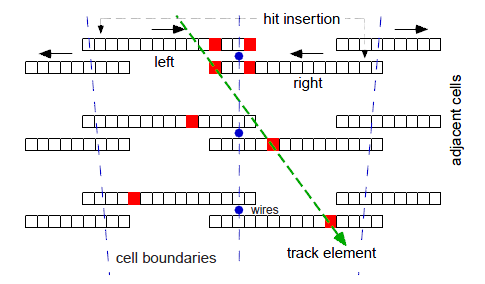 hit insertion
left
right
adjacent cells
wires
track element
cell boundaries